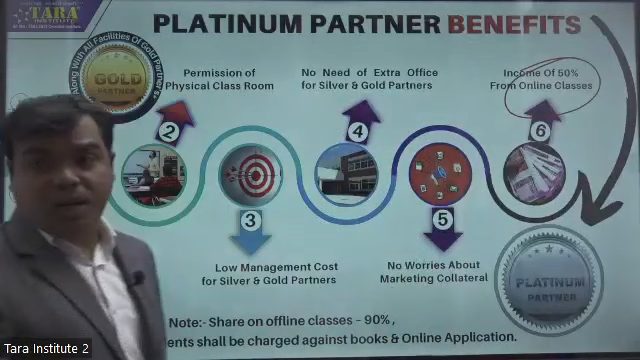 TARA
INSTITUTE
PLATINUM PARTNER BENEFITS
Along With All Facilities Of Gold Partner's
GOLD
PARTNER
Permission of
Physical Class Room
No Need of Extra Office
for Silver & Gold Partners
Income Of 50%
From Online Classes
2
4
6
3
5
Low Management Cost
for Silver & Gold Partners
No Worries About
Marketing Collateral
PLATINUM
PARTNER
Note:- Share on offline classes – 90%,
ents shall be charged against books & Online Application.
Tara Institute 2